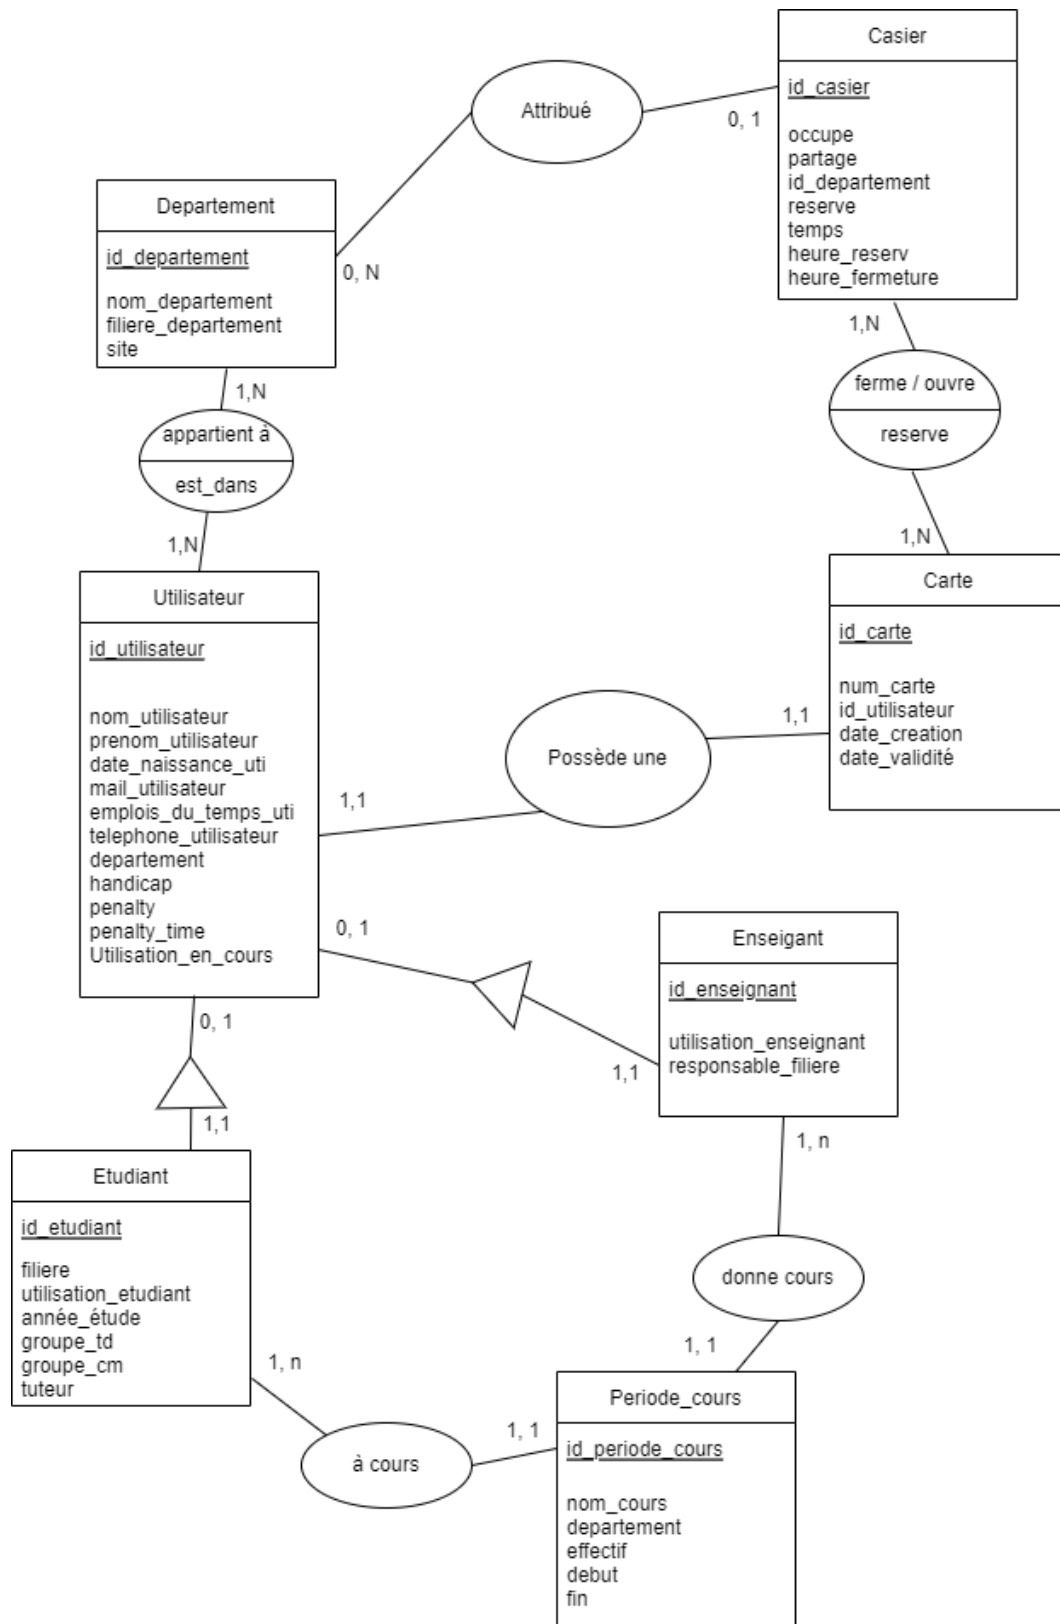 Casier
id_casier
occupe
partage
id_departement
reserve
temps
heure_reserv
heure_fermeture
Attribué
0, 1
0, N
Departement
id_departement
nom_departement
filiere_departement
site
1,N
appartient à
est_dans
1,N
1,N
ferme / ouvre
reserve
1,N
Utilisateur
id_utilisateur
nom_utilisateur
prenom_utilisateur
date_naissance_uti
mail_utilisateur
emplois_du_temps_uti
telephone_utilisateur
departement
handicap
penalty
penalty_time
Utilisation_en_cours
Carte
id_carte
num_carte
id_utilisateur
date_creation
date_validité
1,1
Possède une
1,1
0, 1
1,1
Enseigant
id_enseignant
utilisation_enseignant
responsable_filiere
0, 1
1,1
Etudiant
id_etudiant
filiere
utilisation_etudiant
année_étude
groupe_td
groupe_cm
tuteur
1, n
donne cours
1, 1
1, n
à cours
1, 1
Periode_cours
id_periode_cours
nom_cours
departement
effectif
debut
fin